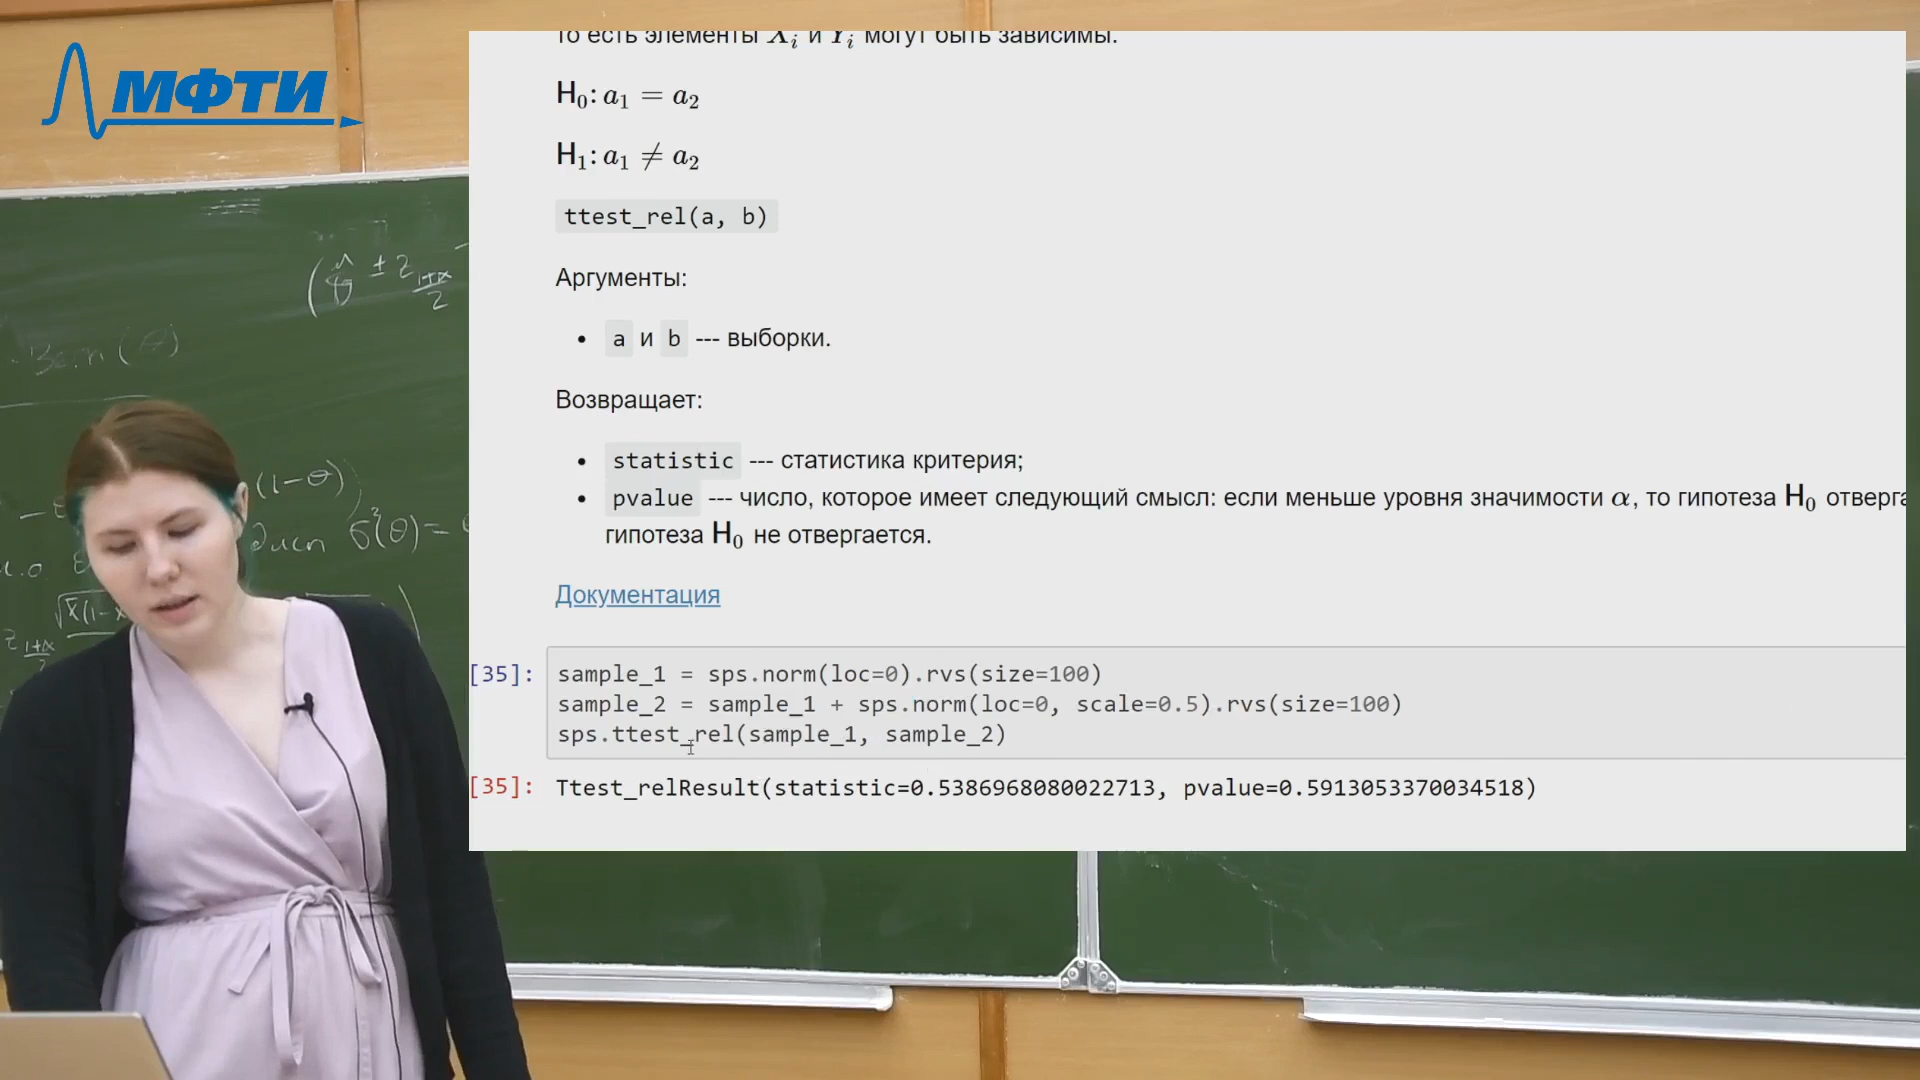 МФТИ
то есть элементы Xᵢ и Yᵢ могут быть зависимы.
H₀: a₁ = a₂
H₁: a₁ ≠ a₂
ttest_rel(a, b)
Аргументы:
• a и b --- выборки.
Возвращает:
• statistic --- статистика критерия;
• pvalue --- число, которое имеет следующий смысл: если меньше уровня значимости α, то гипотеза H₀
гипотеза H₀ не отвергается.
Документация
[35]: sample_1 = sps.norm(loc=0).rvs(size=100)
sample_2 = sample_1 + sps.norm(loc=0, scale=0.5).rvs(size=100)
sps.ttest_rel(sample_1, sample_2)
[35]: Ttest_relResult(statistic=0.5386968080022713, pvalue=0.5913053370034518)
(1-θ)